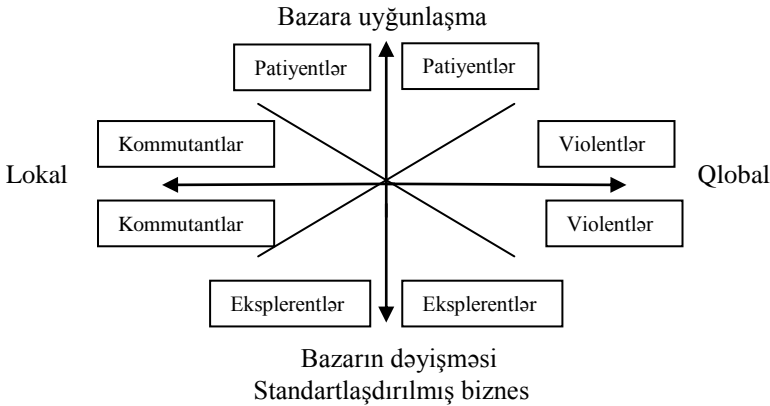 Bazara uyğunlaşma
Patiyentlər
Patiyentlər
Kommutantlar
Violentlər
Lokal
Qlobal
Kommutantlar
Violentlər
Eksplerentlər
Eksplerentlər
Bazarın dəyişməsi
Standartlaşdırılmış biznes